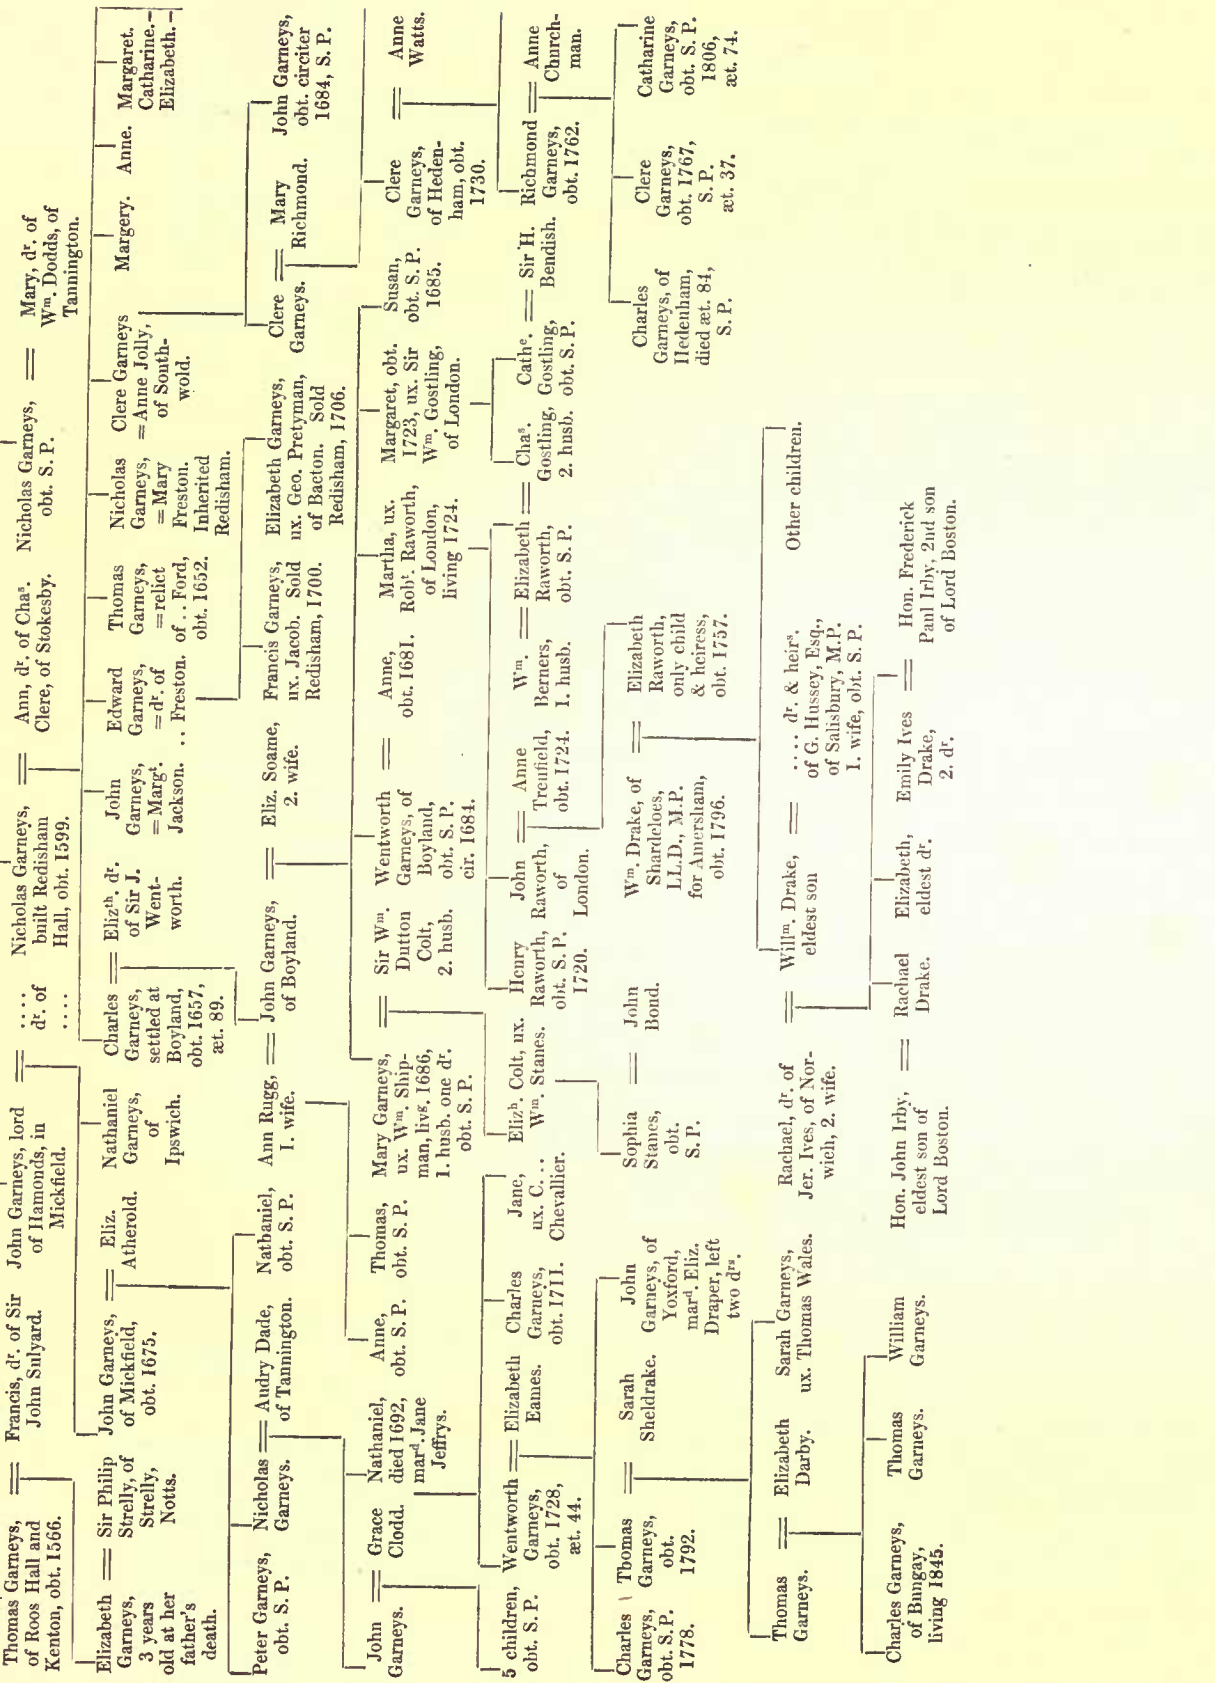 Thomas Garneys,
of Roos Hall and
Kenton, obt. 1566.
══
Francis, dr. of Sir
John Sulyard.
John Garneys, lord
of Hamonds, in
Mickfield.
══
....
dr. of
....
Nicholas Garneys,
built Redisham
Hall, obt. 1599.
══
Ann, dr. of Chas.
Clere, of Stokesby.
Nicholas Garneys,
obt. S. P.
══
Mary, dr. of
Wm. Dodds, of
Tannington.
Elizabeth
Garneys,
3 years
old at her
father's
death.
══
Sir Philip
Strelly, of
Strelly,
Notts.
John Garneys,
of Mickfield,
obt. 1675.
══
Eliz.
Atherold.
Nathaniel
Garneys,
of
Ipswich.
Charles
Garneys,
settled at
Boyland,
obt. 1657,
æt. 89.
══
Elizth. dr.
of Sir J.
Went-
worth.
John
Garneys,
=Margt.
Jackson.
Edward
Garneys,
=dr. of
.. Freston.
Thomas
Garneys,
=relict
of .. Ford,
obt. 1652.
Nicholas
Garneys,
=Mary
Freston.
Inherited
Redisham.
Clere Garneys
=Anne Jolly,
of South-
wold.
Margery.
Anne.
Margaret.
Catharine.
Elizabeth.
Peter Garneys,
obt. S. P.
Nicholas
Garneys.
══
Audry Dade,
of Tannington.
Nathaniel,
obt. S. P.
Ann Rugg,
1. wife.
══
John Garneys,
of Boyland.
══
Eliz. Soame,
2. wife.
Francis Garneys,
ux. Jacob. Sold
Redisham, 1700.
Elizabeth Garneys,
ux. Geo. Pretyman,
of Bacton. Sold
Redisham, 1706.
Clere
Garneys.
══
Mary
Richmond.
John Garneys,
obt. circiter
1684, S. P.
John
Garneys.
══
Grace
Clodd.
Nathaniel,
died 1692,
mard. Jane
Jeffrys.
Anne,
obt. S. P.
Thomas,
obt. S. P.
Mary Garneys,
ux. Wm. Ship-
man, livg. 1686,
1. husb. one dr.
obt. S. P.
══
Sir Wm.
Dutton
Colt,
2. husb.
Wentworth
Garneys, of
Boyland,
obt. S. P.
cir. 1684.
══
Anne,
obt. 1681.
Martha, ux.
Robt. Raworth,
of London,
living 1724.
Margaret, obt.
1723, ux. Sir
Wm. Gostling,
of London.
Susan,
obt. S. P.
1685.
Clere
Garneys,
of Heden-
ham, obt.
1730.
══
Anne
Watts.
5 children,
obt. S. P.
Wentworth
Garneys,
obt. 1728,
æt. 44.
══
Elizabeth
Eames.
Charles
Garneys,
obt. 1711.
Jane,
ux. C...
Chevallier.
Elizh. Colt, ux.
Wm. Stanes.
Henry
Raworth,
obt. S. P.
1720.
John
Raworth,
of
London.
══
Anne
Treufield,
obt. 1724.
Wm.
Berners,
1. husb.
══
Elizabeth
Raworth,
obt. S. P.
══
Chas.
Gostling,
2. husb.
Cathe.
Gostling,
obt. S. P.
══
Sir H.
Bendish.
Richmond
Garneys,
obt. 1762.
══
Anne
Church-
man.
Charles
Garneys,
obt. S.P.
1778.
Thomas
Garneys,
obt.
1792.
══
Sarah
Sheldrake.
John
Garneys, of
Yoxford,
mard. Eliz.
Draper, left
two drs.
Sophia
Stanes,
obt.
S. P.
══
John
Bond.
Wm. Drake, of
Shardeloes,
LL.D., M.P.
for Amersham,
obt. 1796.
══
Elizabeth
Raworth,
only child
& heiress,
obt. 1757.
Charles
Garneys, of
Hedenham,
died æt. 84,
S. P.
Clere
Garneys,
obt. 1767,
S. P.
æt. 37.
Catharine
Garneys,
obt. S. P.
1806,
æt. 74.
Thomas
Garneys.
══
Elizabeth
Darby.
Sarah Garneys,
ux. Thomas Wales.
Rachael, dr. of
Jer. Ives, of Nor-
wich, 2. wife.
══
Willm. Drake,
eldest son
══
.... dr. & heirs.
of G. Hussey, Esq.,
of Salisbury, M.P.
1. wife, obt. S. P.
Other children.
Charles Garneys,
of Bungay,
living 1845.
Thomas
Garneys.
William
Garneys.
Hon. John Irby,
eldest son of
Lord Boston.
══
Rachael
Drake.
Elizabeth,
eldest dr.
Emily Ives
Drake,
2. dr.
══
Hon. Frederick
Paul Irby, 2nd son
of Lord Boston.